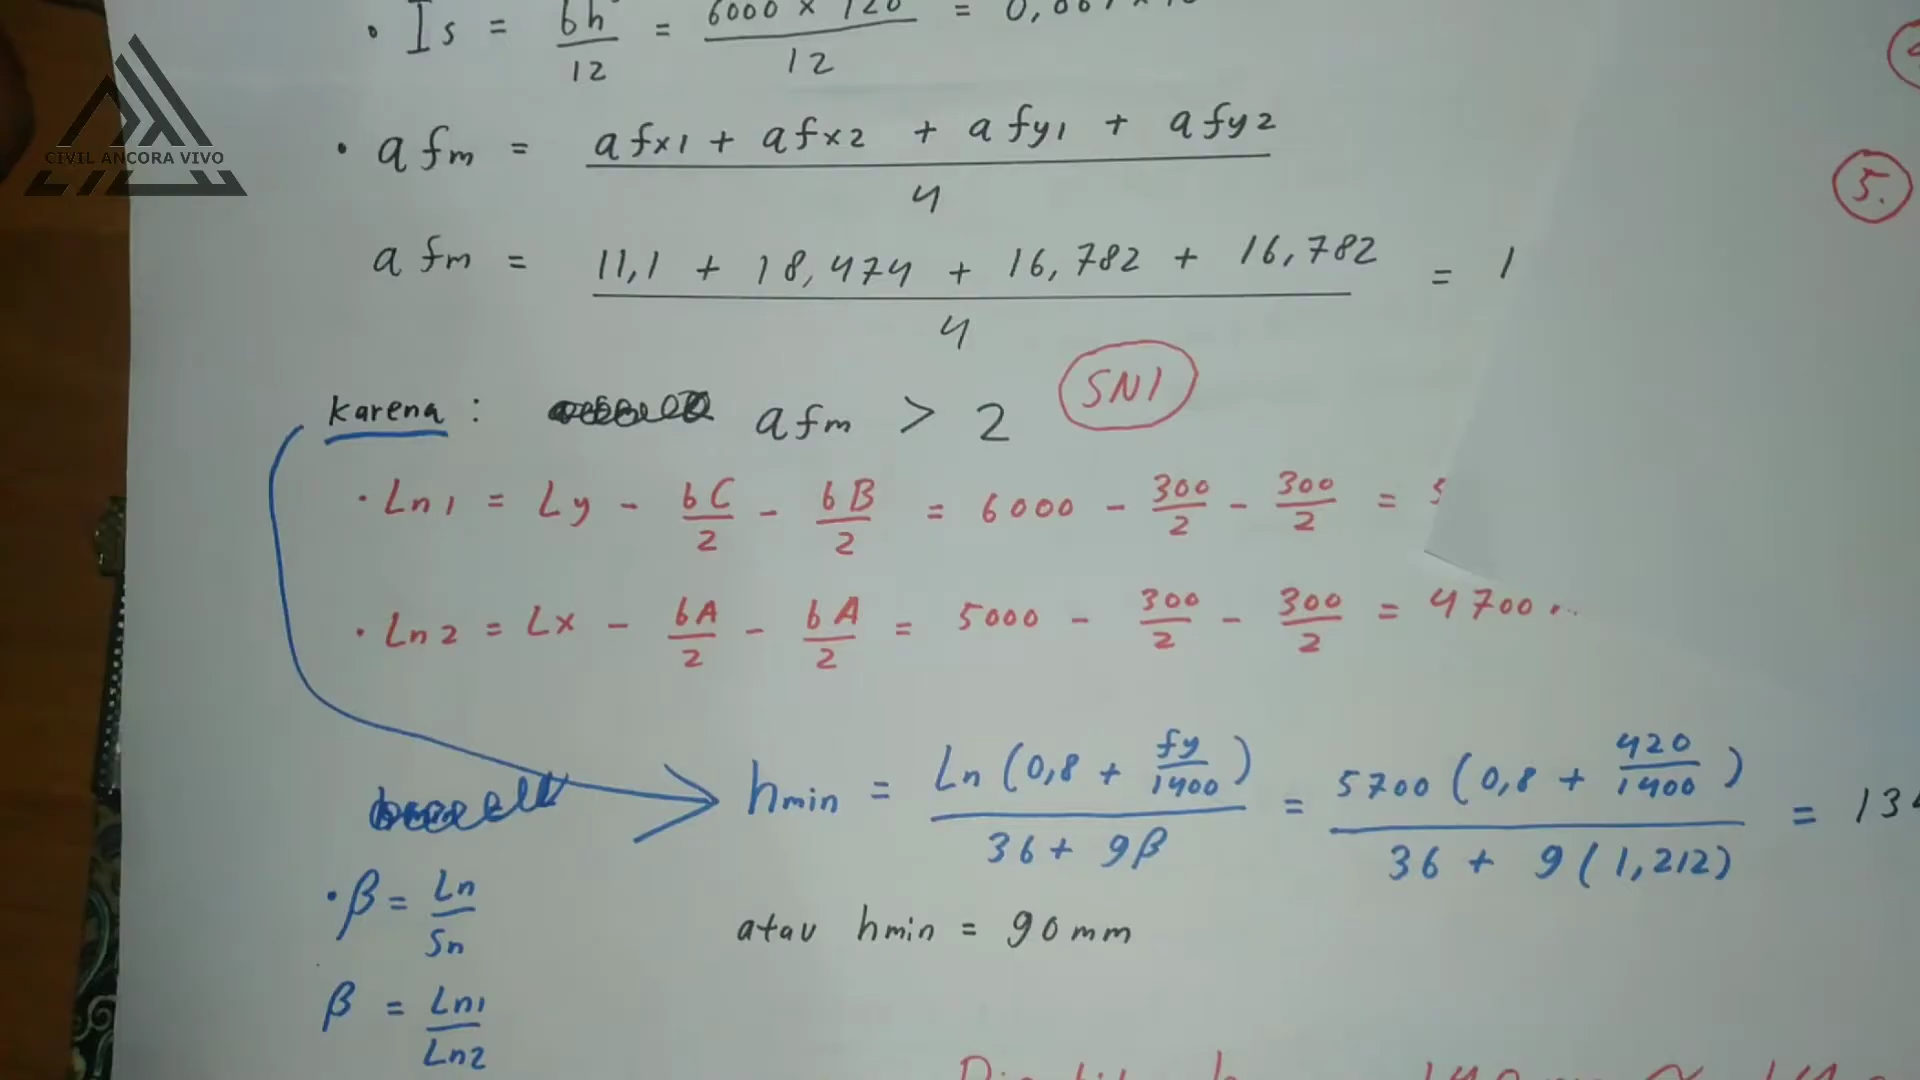 • Is = bh / 12 = 6000 × 120 / 12 = 0,
4
CIVIL ANCORA VIVO
• afm = afx1 + afx2 + afy1 + afy2 / 4
5.
afm = 11,1 + 18,474 + 16,782 + 16,782 / 4 = 1
karena : afm > 2 SNI
• Ln1 = Ly - bC/2 - bB/2 = 6000 - 300/2 - 300/2 = 5
• Ln2 = Lx - bA/2 - bA/2 = 5000 - 300/2 - 300/2 = 4700
hmin = Ln (0,8 + fy/1400) / 36 + 9β = 5700 (0,8 + 420/1400) / 36 + 9 (1,212) = 13
• β = Ln / Sn
atau hmin = 90 mm
β = Ln1 / Ln2